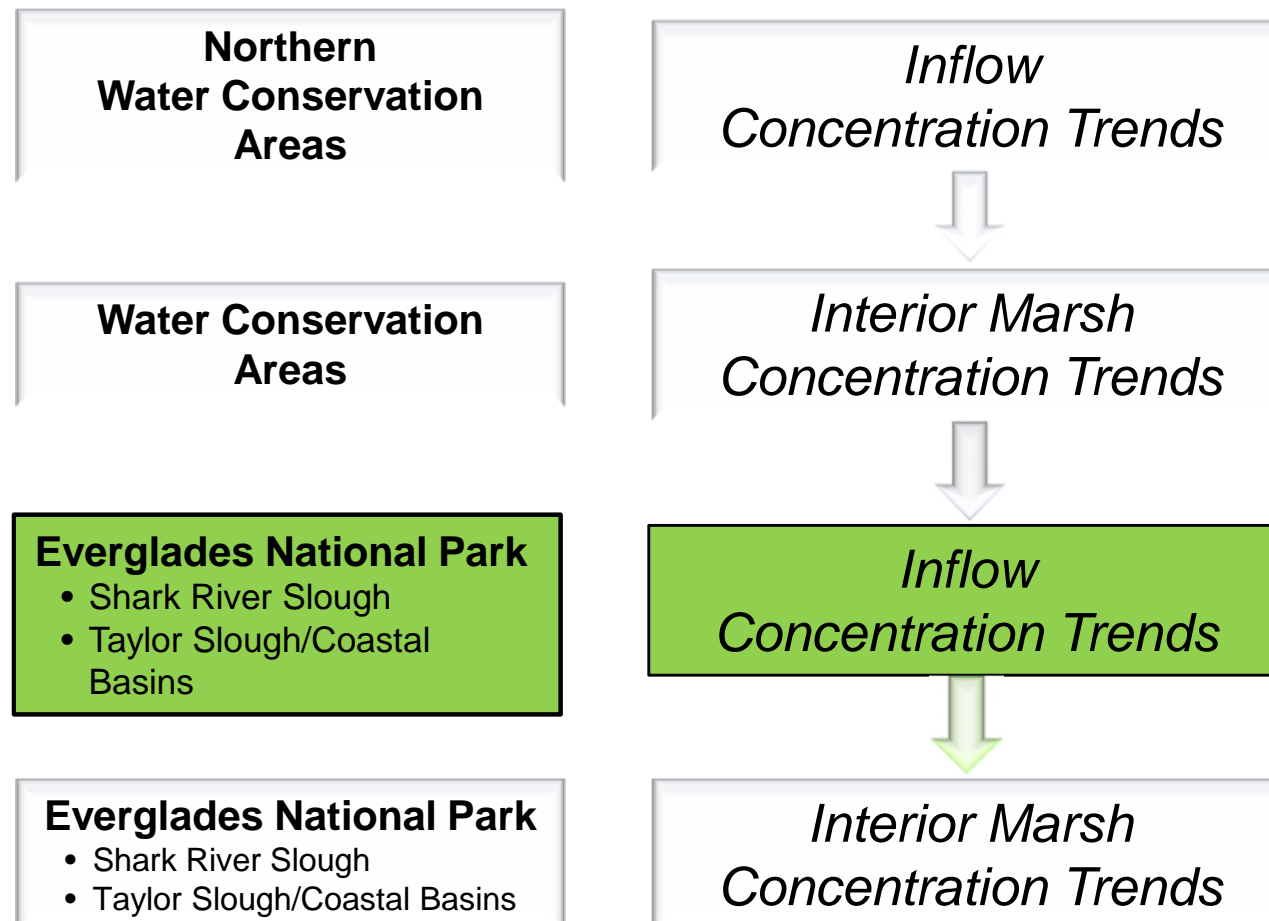 Northern
Water Conservation
Areas
Inflow
Concentration Trends
Water Conservation
Areas
Interior Marsh
Concentration Trends
Everglades National Park
• Shark River Slough
• Taylor Slough/Coastal
Basins
Inflow
Concentration Trends
Everglades National Park
• Shark River Slough
• Taylor Slough/Coastal Basins
Interior Marsh
Concentration Trends